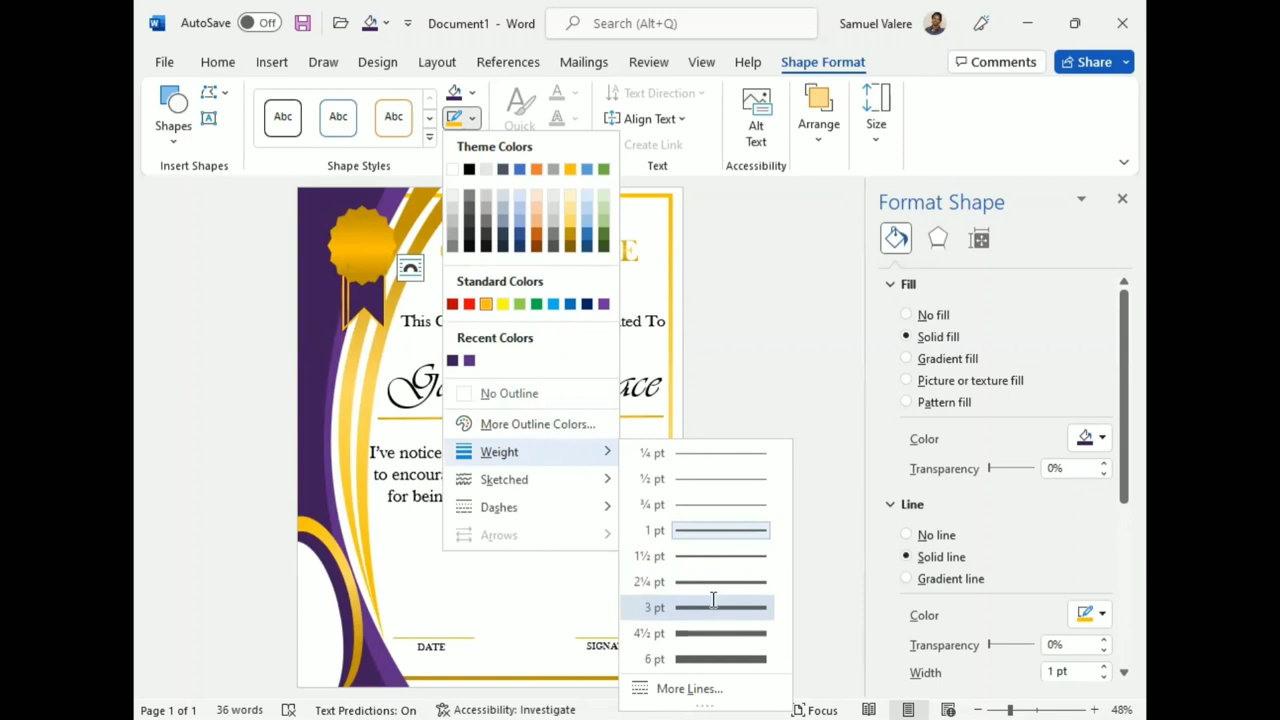 AutoSave Off Document1 - Word Search (Alt+Q) Samuel Valere
File Home Insert Draw Design Layout References Mailings Review View Help Shape Format Comments Share
Shapes
Insert Shapes
Abc Abc Abc
Shape Styles
Quick
Text Direction
Align Text
Create Link
Text
Alt
Text
Accessibility
Arrange
Size
Theme Colors
Standard Colors
Recent Colors
No Outline
More Outline Colors...
Weight
Sketched
Dashes
Arrows
¼ pt
½ pt
¾ pt
1 pt
1½ pt
2¼ pt
3 pt
4½ pt
6 pt
More Lines...
E
This C
ted To
ace
I've notice
to encoura
for being
DATE
SIGNA
Format Shape
Fill
No fill
Solid fill
Gradient fill
Picture or texture fill
Pattern fill
Color
Transparency 0%
Line
No line
Solid line
Gradient line
Color
Transparency 0%
Width 1 pt
Page 1 of 1 36 words Text Predictions: On Accessibility: Investigate Focus 48%